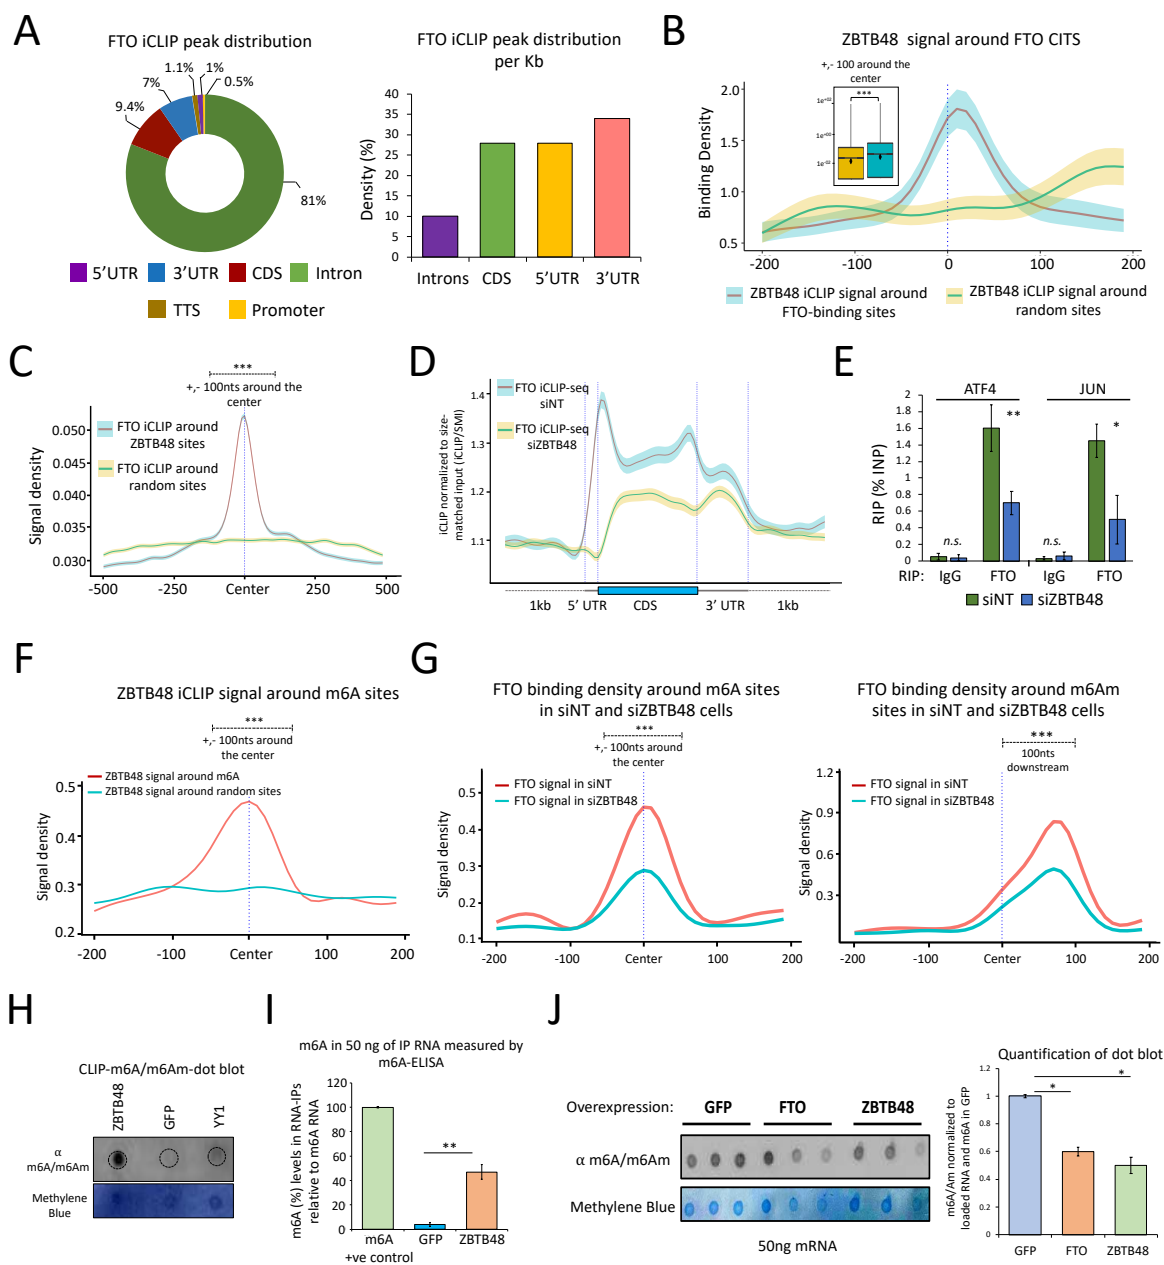 A
FTO iCLIP peak distribution
1.1%
1%
7%
0.5%
9.4%
81%
5'UTR
3'UTR
CDS
Intron
TTS
Promoter
FTO iCLIP peak distribution
per Kb
Density (%)
40
35
30
25
20
15
10
5
0
Introns
CDS
5'UTR
3'UTR
B
ZBTB48 signal around FTO CITS
+,- 100 around the
center
***
Binding Density
2.0
1.5
1.0
0.5
-200
-100
0
100
200
ZBTB48 iCLIP signal around
FTO-binding sites
ZBTB48 iCLIP signal around
random sites
C
***
+,- 100nts around the
center
FTO iCLIP around
ZBTB48 sites
FTO iCLIP around
random sites
Signal density
0.050
0.045
0.040
0.035
0.030
-500
-250
Center
250
500
D
FTO iCLIP-seq
siNT
FTO iCLIP-seq
siZBTB48
iCLIP normalized to size-
matched input (iCLIP/SMI)
1.4
1.3
1.2
1.1
1kb
5' UTR
CDS
3' UTR
1kb
E
ATF4
JUN
RIP (% INP)
2
1.8
1.6
1.4
1.2
1
0.8
0.6
0.4
0.2
0
n.s.
**
n.s.
*
RIP:
IgG
FTO
IgG
FTO
siNT
siZBTB48
F
ZBTB48 iCLIP signal around m6A sites
***
+,- 100nts around
the center
ZBTB48 signal around m6A
ZBTB48 signal around random sites
Signal density
0.5
0.4
0.3
0.2
-200
-100
Center
100
200
G
FTO binding density around m6A sites
in siNT and siZBTB48 cells
***
+,- 100nts around
the center
FTO signal in siNT
FTO signal in siZBTB48
Signal density
0.5
0.4
0.3
0.2
0.1
-200
-100
Center
100
200
FTO binding density around m6Am
sites in siNT and siZBTB48 cells
***
100nts
downstream
FTO signal in siNT
FTO signal in siZBTB48
Signal density
1.2
0.9
0.6
0.3
-200
-100
Center
100
200
H
CLIP-m6A/m6Am-dot blot
ZBTB48
GFP
YY1
α
m6A/m6Am
Methylene
Blue
I
m6A in 50 ng of IP RNA measured by
m6A-ELISA
m6A (%) levels in RNA-IPs
relative to m6A RNA
120
100
80
60
40
20
0
**
m6A
+ve control
GFP
ZBTB48
J
Overexpression:
GFP
FTO
ZBTB48
α m6A/m6Am
Methylene Blue
50ng mRNA
Quantification of dot blot
m6A/Am normalized to
loaded RNA and m6A in GFP
1.2
1
0.8
0.6
0.4
0.2
0
*
*
GFP
FTO
ZBTB48